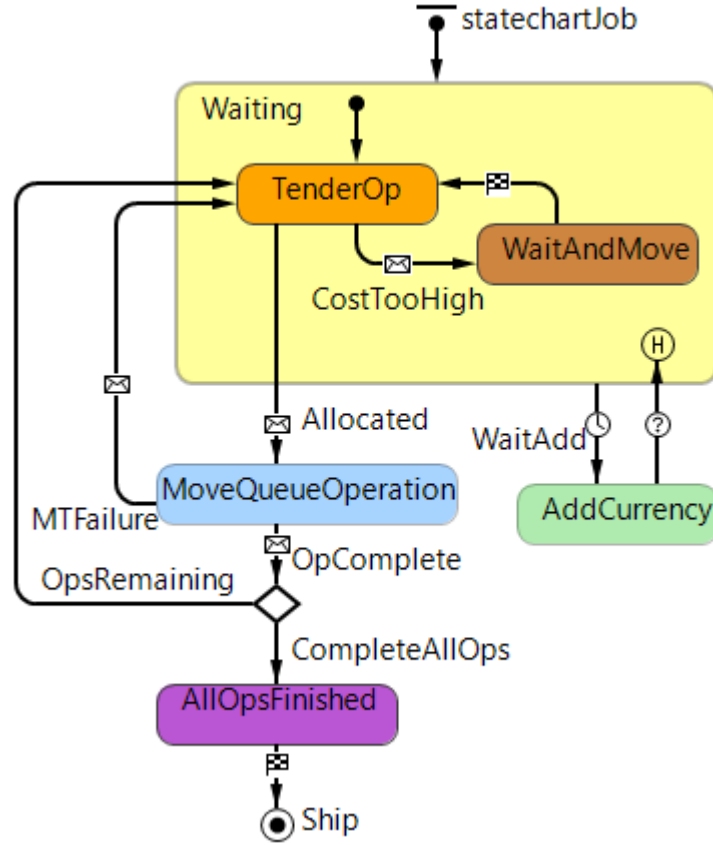 statechartJob
Waiting
TenderOp
WaitAndMove
CostTooHigh
H
Allocated
WaitAdd
?
MoveQueueOperation
AddCurrency
MTFailure
OpComplete
OpsRemaining
CompleteAllOps
AllOpsFinished
Ship